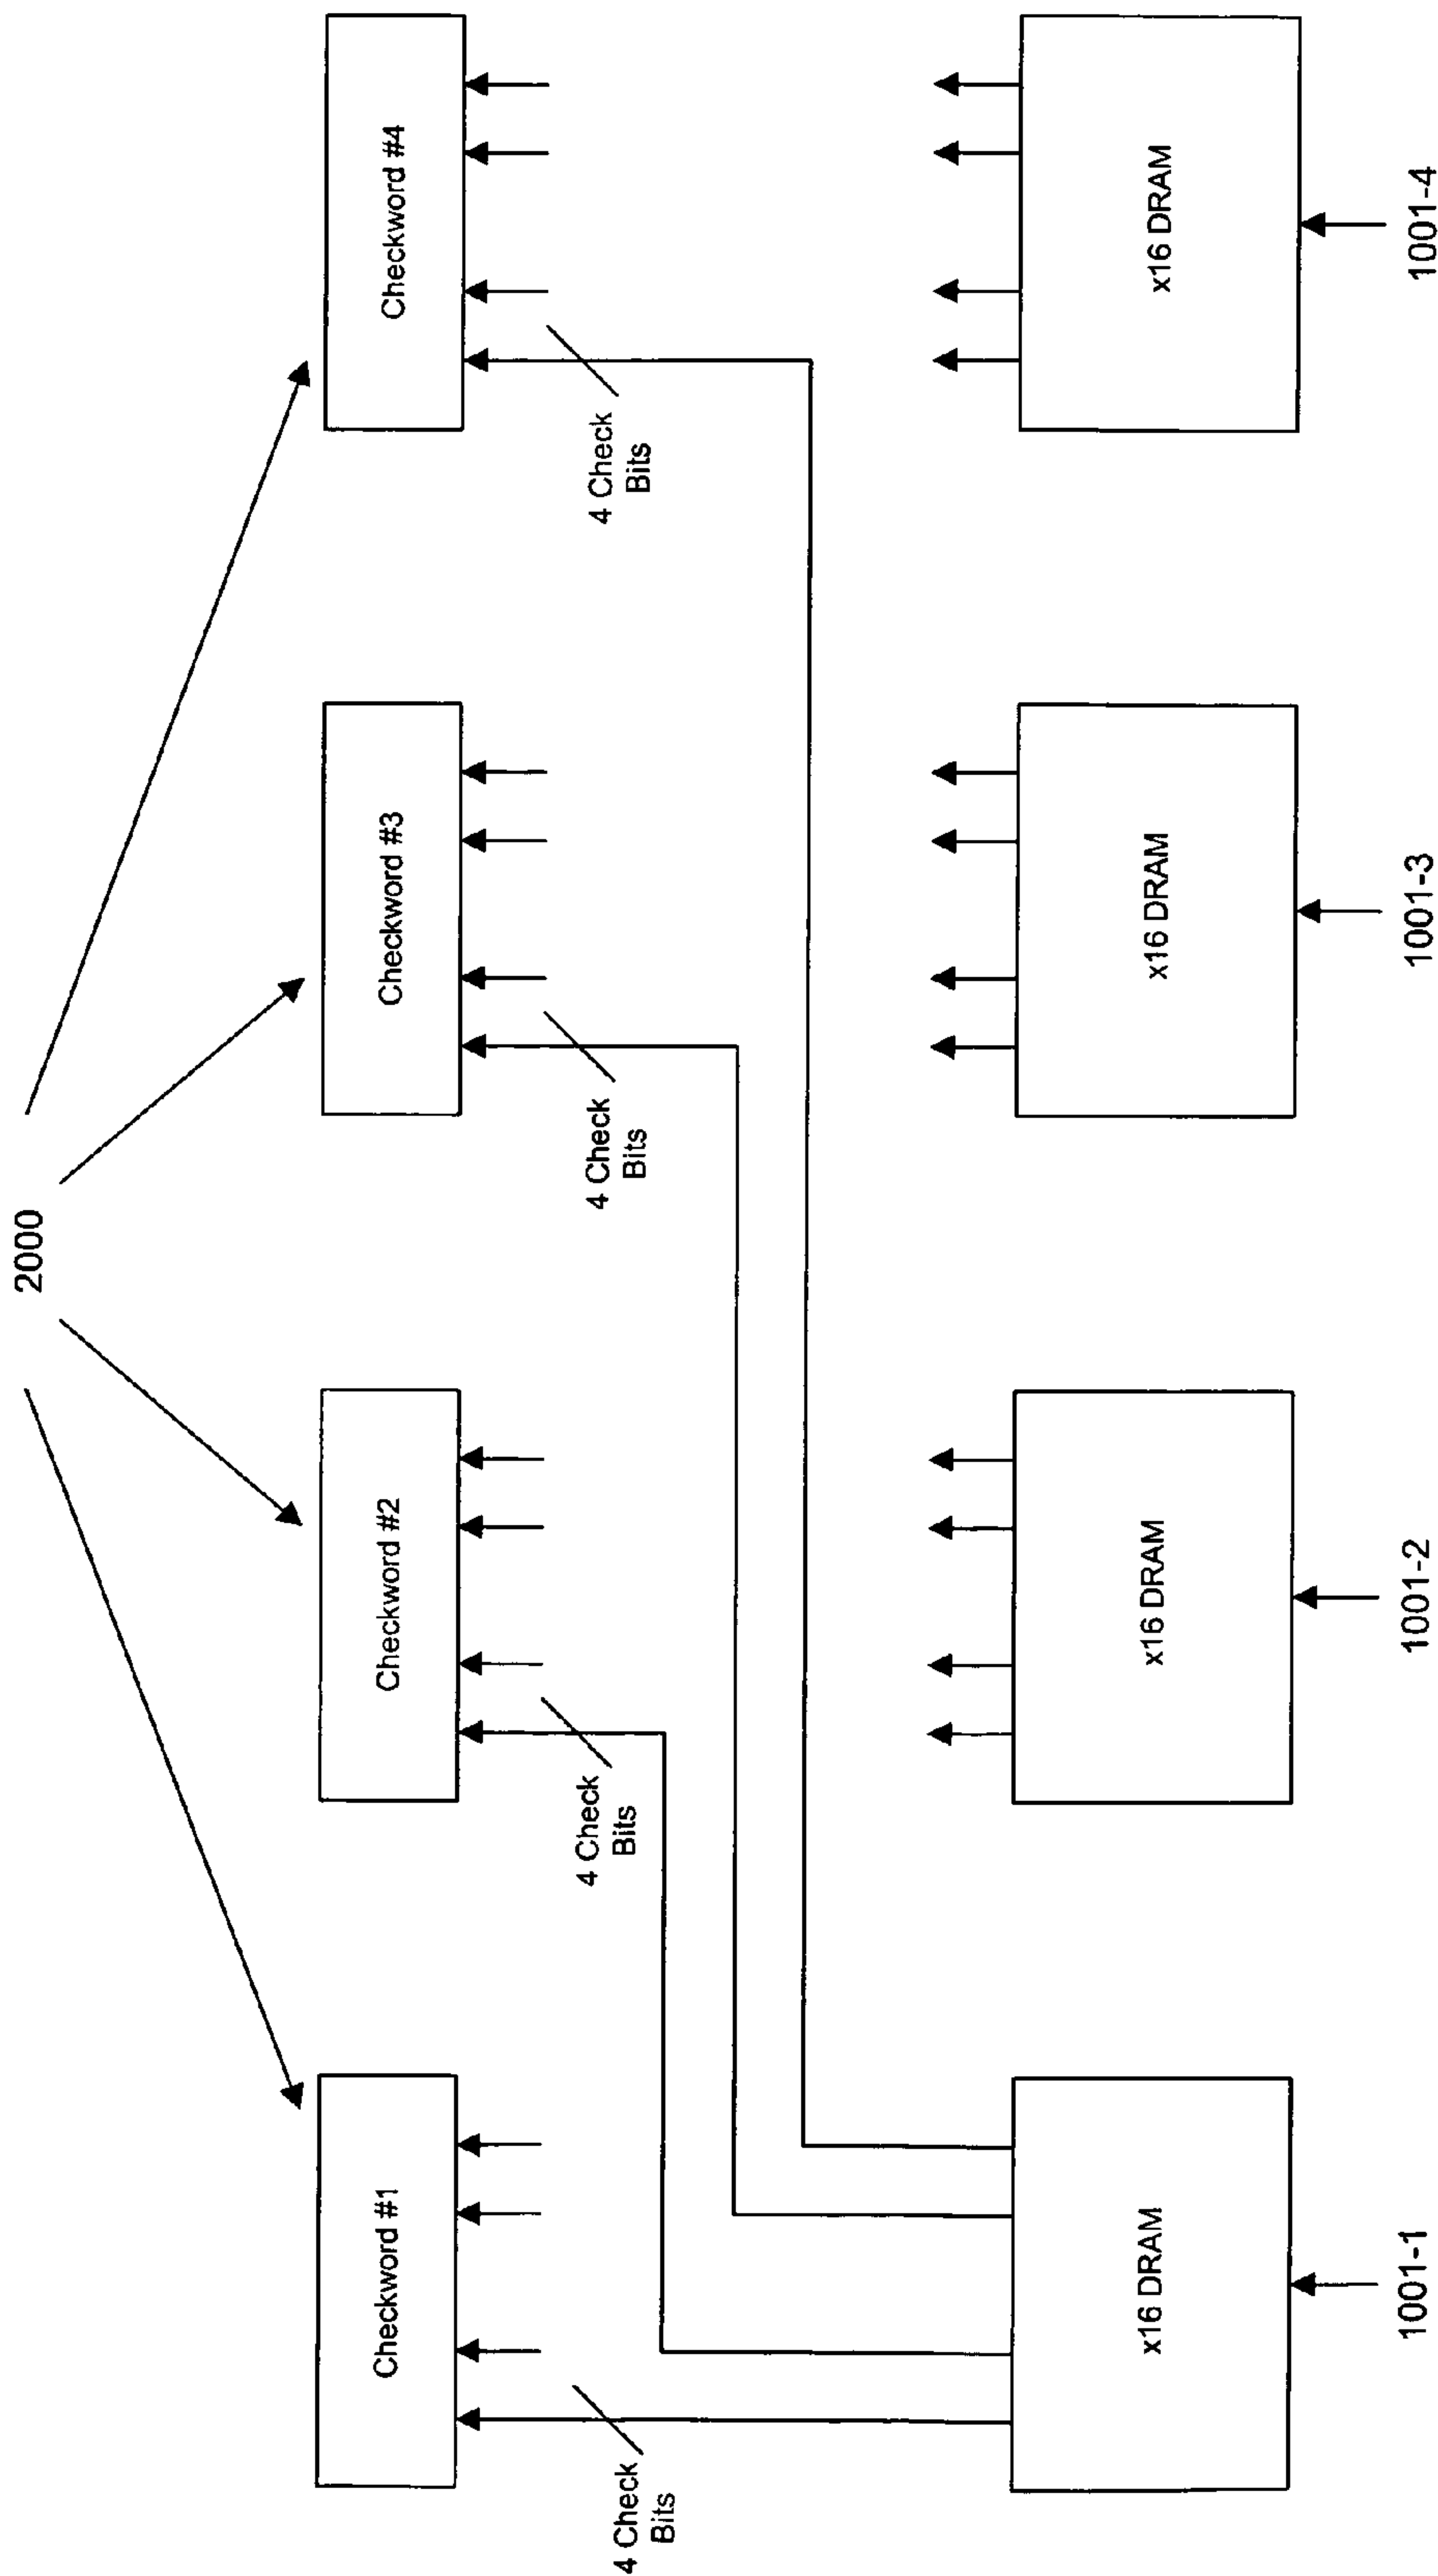 2000
Checkword #1
Checkword #2
Checkword #3
Checkword #4
4 Check
Bits
4 Check
Bits
4 Check
Bits
4 Check
Bits
x16 DRAM
x16 DRAM
x16 DRAM
x16 DRAM
1001-1
1001-2
1001-3
1001-4